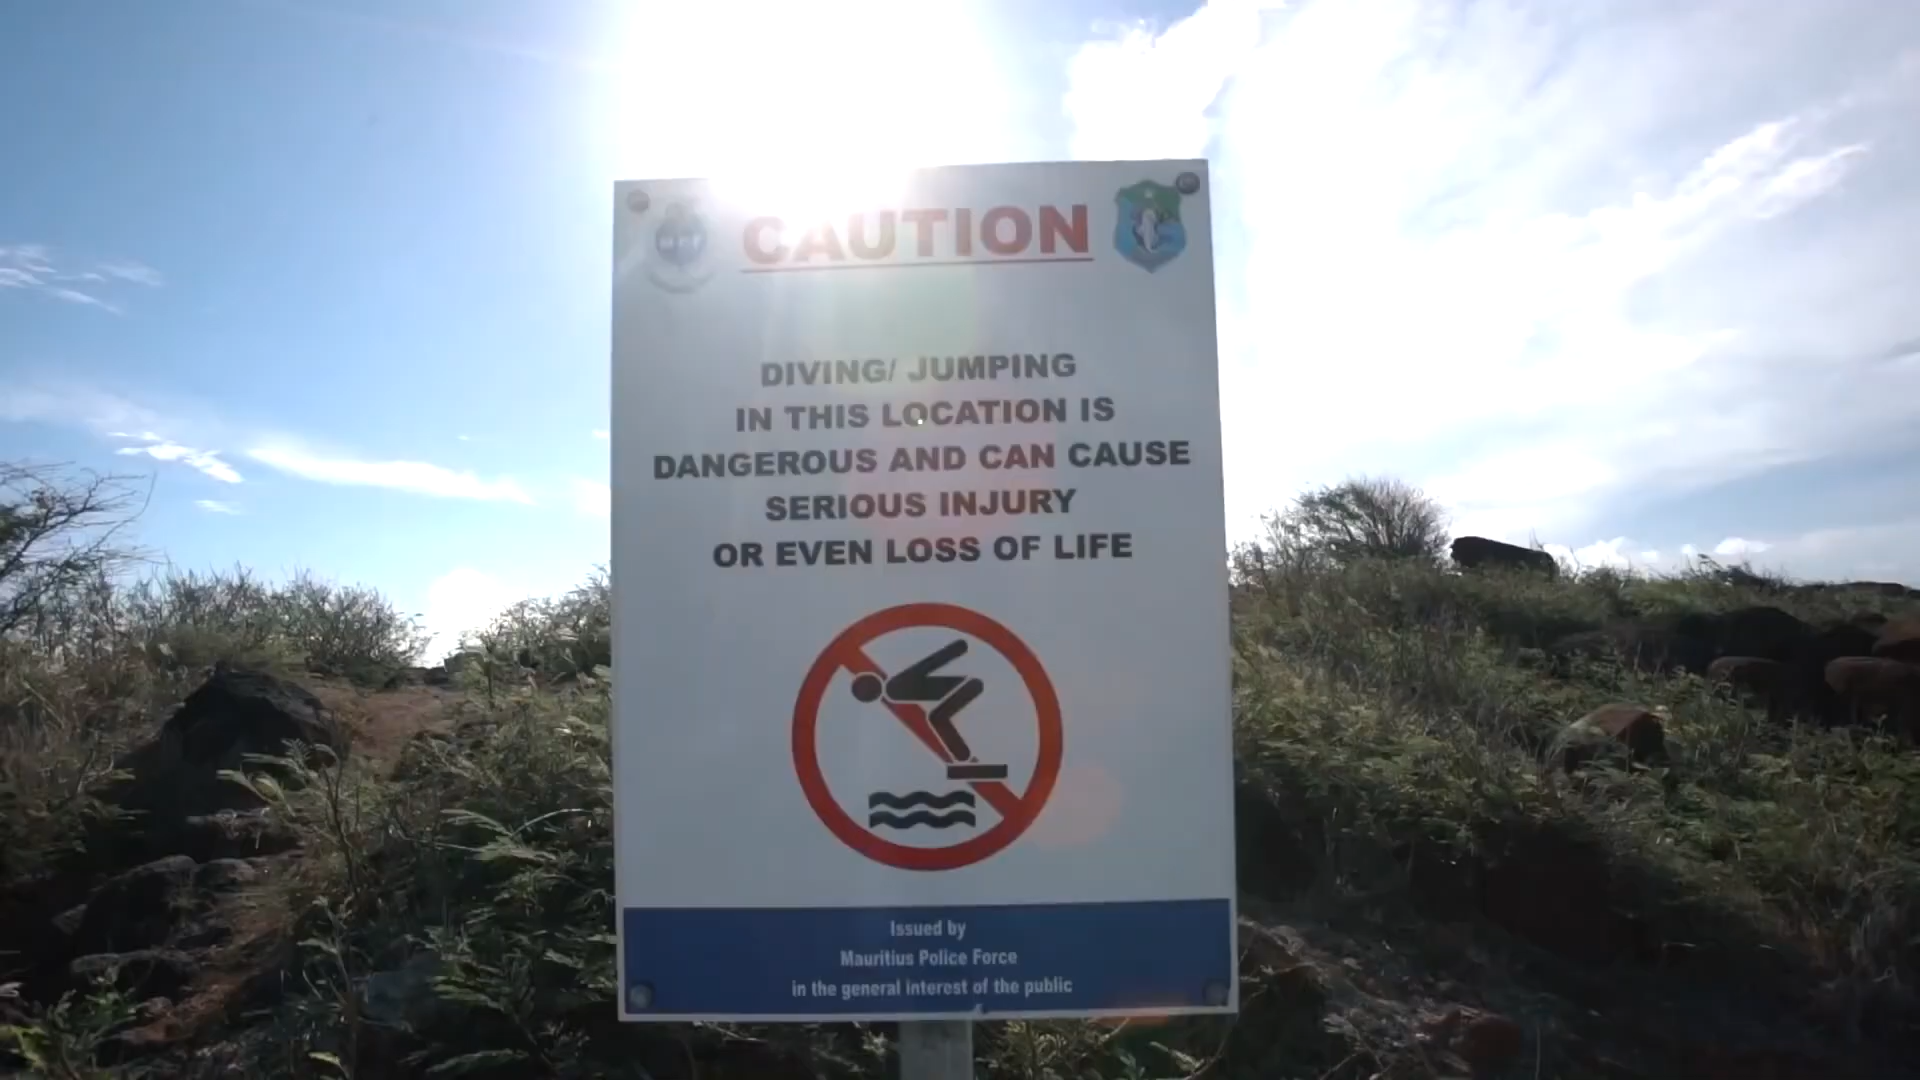 CAUTION
DIVING/ JUMPING
IN THIS LOCATION IS
DANGEROUS AND CAN CAUSE
SERIOUS INJURY
OR EVEN LOSS OF LIFE
Issued by
Mauritius Police Force
in the general interest of the public